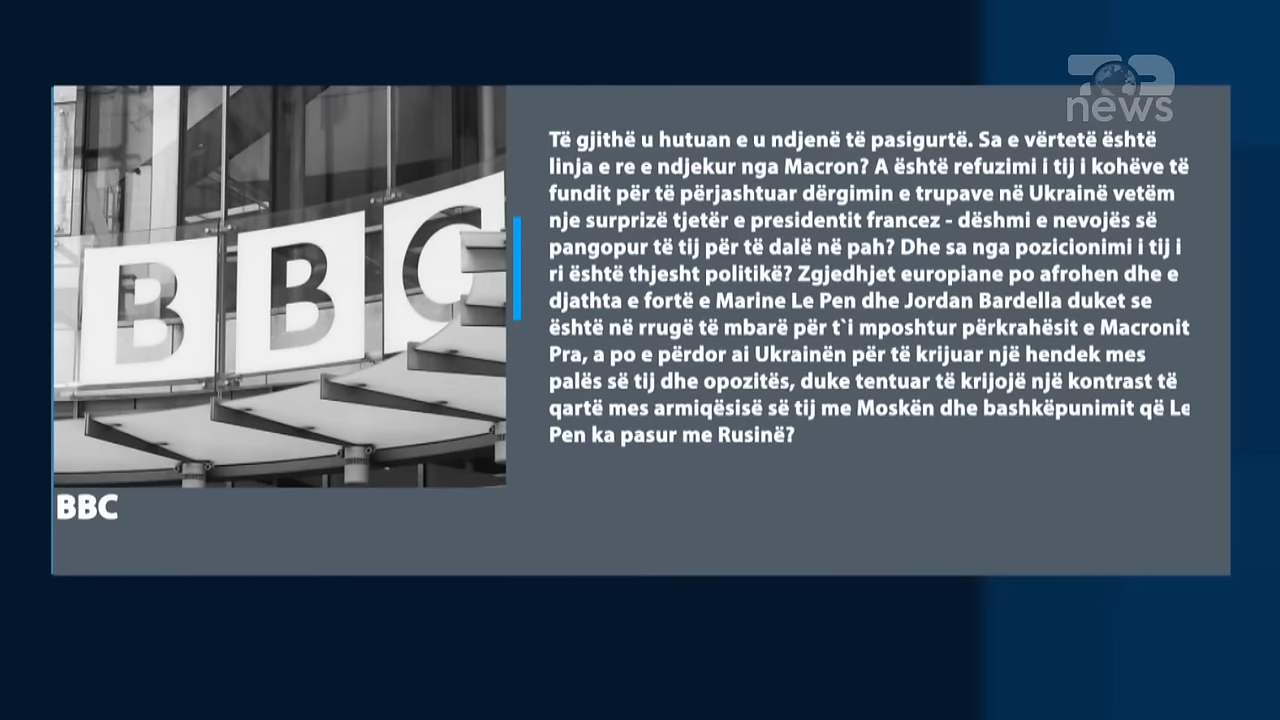 news
Të gjithë u hutuan e u ndjenë të pasigurtë. Sa e vërtetë është
linja e re e ndjekur nga Macron? A është refuzimi i tij i kohëve të
fundit për të përjashtuar dërgimin e trupave në Ukrainë vetëm
nje surprizë tjetër e presidentit francez - dëshmi e nevojës së
pangopur të tij për të dalë në pah? Dhe sa nga pozicionimi i tij i
ri është thjesht politikë? Zgjedhjet europiane po afrohen dhe e
djathta e fortë e Marine Le Pen dhe Jordan Bardella duket se
është në rrugë të mbarë për t`i mposhtur përkrahësit e Macronit
Pra, a po e përdor ai Ukrainën për të krijuar një hendek mes
palës së tij dhe opozitës, duke tentuar të krijojë një kontrast të
qartë mes armiqësisë së tij me Moskën dhe bashkëpunimit që Le
Pen ka pasur me Rusinë?
BBC
BBC